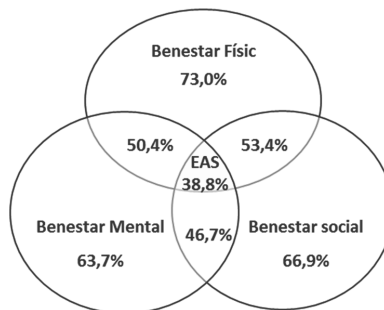 Benestar Físic
73,0%
50,4%
53,4%
EAS
38,8%
Benestar Mental
46,7%
Benestar social
63,7%
66,9%